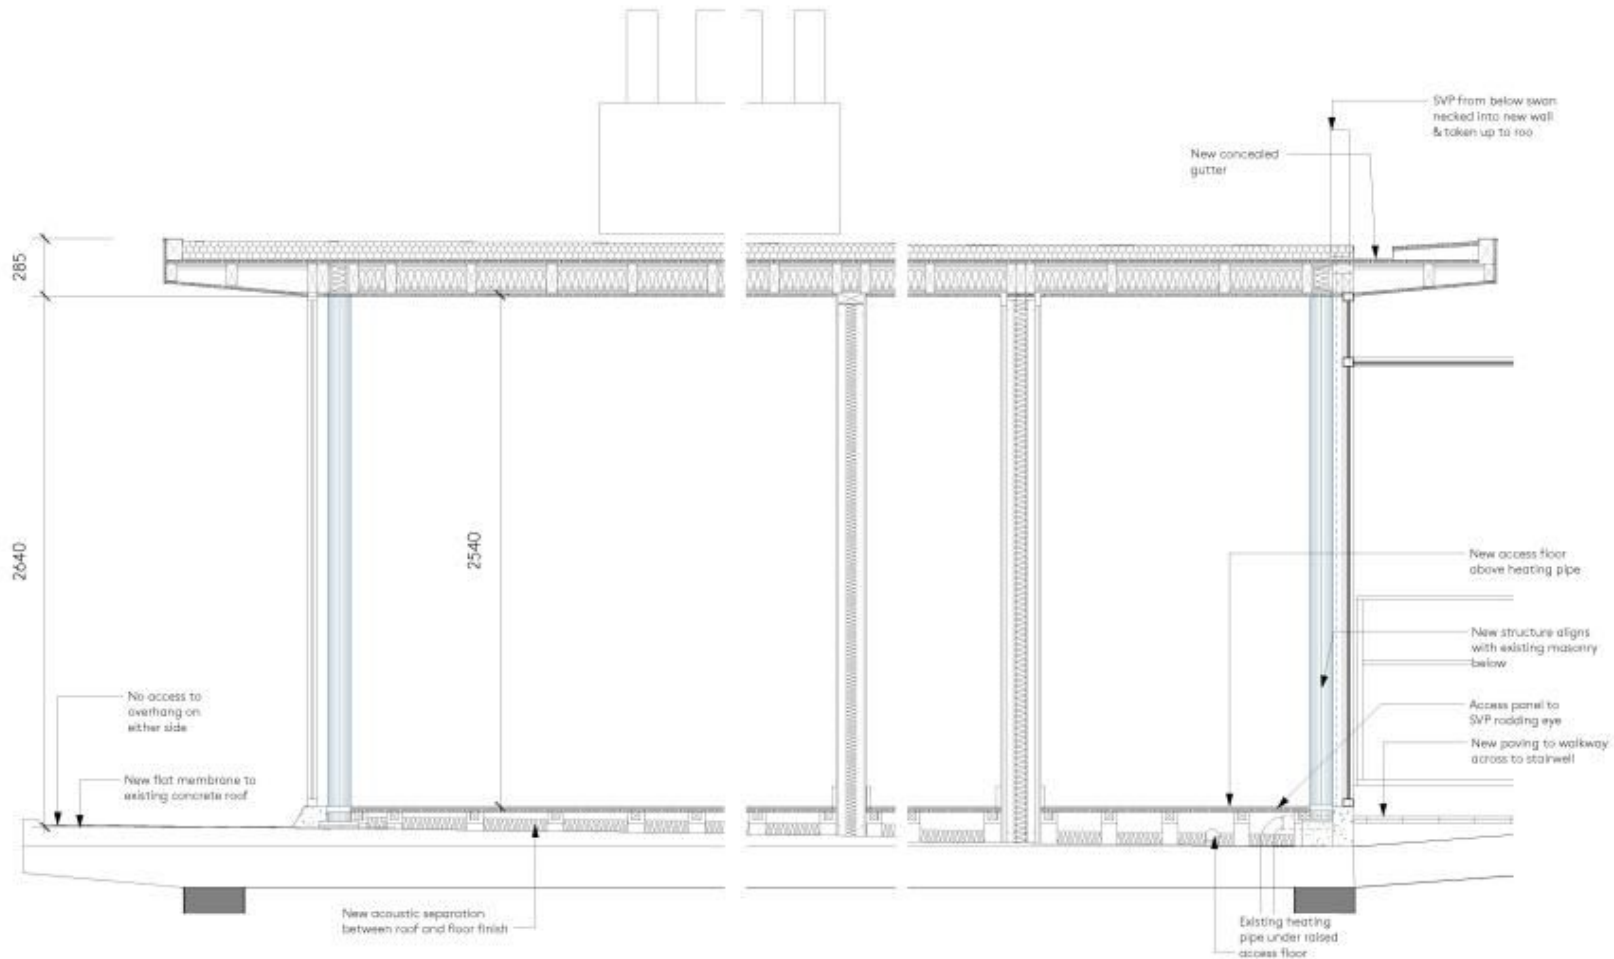 SVP from below swan
necked into new wall
& taken up to roo
New concealed
gutter
285
2640
2540
New access floor
above heating pipe
New structure aligns
with existing masonry
below
No access to
overhang on
either side
Access panel to
SVP rodding eye
New paving to walkway
across to stairwell
New flat membrane to
existing concrete roof
New acoustic separation
between roof and floor finish
Existing heating
pipe under raised
access floor